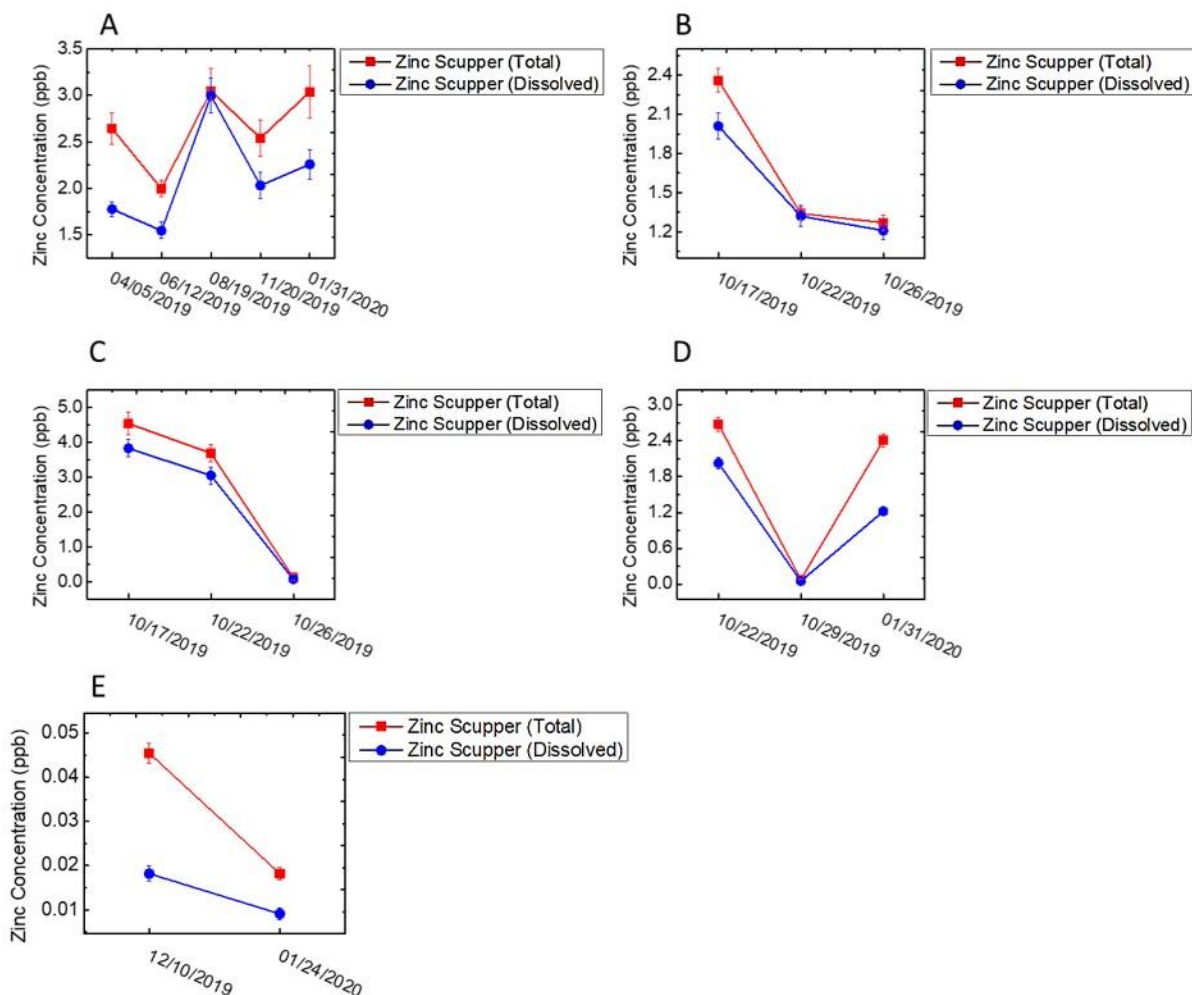 A
Zinc Concentration (ppb)
3.5
3.0
2.5
2.0
1.5
04/05/2019
06/12/2019
08/19/2019
11/20/2019
01/31/2020
Zinc Scupper (Total)
Zinc Scupper (Dissolved)
B
Zinc Concentration (ppb)
2.4
2.1
1.8
1.5
1.2
10/17/2019
10/22/2019
10/26/2019
Zinc Scupper (Total)
Zinc Scupper (Dissolved)
C
Zinc Concentration (ppb)
5.0
4.0
3.0
2.0
1.0
0.0
10/17/2019
10/22/2019
10/26/2019
Zinc Scupper (Total)
Zinc Scupper (Dissolved)
D
Zinc Concentration (ppb)
3.0
2.4
1.8
1.2
0.6
0.0
10/22/2019
10/29/2019
01/31/2020
Zinc Scupper (Total)
Zinc Scupper (Dissolved)
E
Zinc Concentration (ppb)
0.05
0.04
0.03
0.02
0.01
12/10/2019
01/24/2020
Zinc Scupper (Total)
Zinc Scupper (Dissolved)